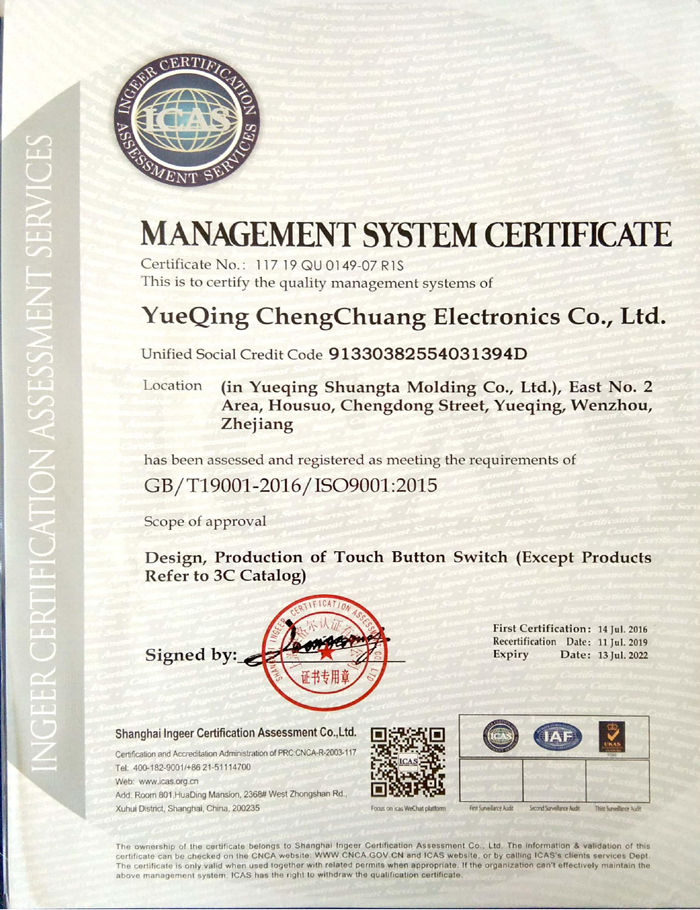 INGEER CERTIFICATION
ICAS
ASSESSMENT SERVICES
INGEER CERTIFICATION ASSESSMENT SERVICES
MANAGEMENT SYSTEM CERTIFICATE
Certificate No.: 117 19 QU 0149-07 R1S
This is to certify the quality management systems of
YueQing ChengChuang Electronics Co., Ltd.
Unified Social Credit Code 91330382554031394D
Location (in Yueqing Shuangta Molding Co., Ltd.), East No. 2
Area, Housuo, Chengdong Street, Yueqing, Wenzhou,
Zhejiang
has been assessed and registered as meeting the requirements of
GB/T19001-2016/ISO9001:2015
Scope of approval
Design, Production of Touch Button Switch (Except Products
Refer to 3C Catalog)
First Certification: 14 Jul. 2016
Recertification Date: 11 Jul. 2019
Expiry Date: 13 Jul. 2022
Signed by:
SHANGHAI INGEER CERTIFICATION ASSESSMENT CO LTD
证书专用章
Shanghai Ingeer Certification Assessment Co.,Ltd.
Certification and Accreditation Administration of PRC:CNCA-R-2003-117
Tel: 400-182-9001/+86 21-51114700
Web: www.icas.org.cn
Add: Room 801.HuaDing Mansion, 2368# West Zhongshan Rd.,
Xuhui District, Shanghai, China, 200235
ICAS
Focus on icas WeChat platform
ICAS
IAF
UKAS
First Surveillance Audit
Second Surveillance Audit
Third Surveillance Audit
The ownership of the certificate belongs to Shanghai Ingeer Certification Assessment Co., Ltd. The information & validation of this
certificate can be checked on the CNCA website: WWW.CNCA.GOV.CN and ICAS website, or by calling ICAS's clients services Dept.
The certificate is only valid when used together with related permits when appropriate. If the organization can't effectively maintain the
above management system, ICAS has the right to withdraw the qualification certificate.